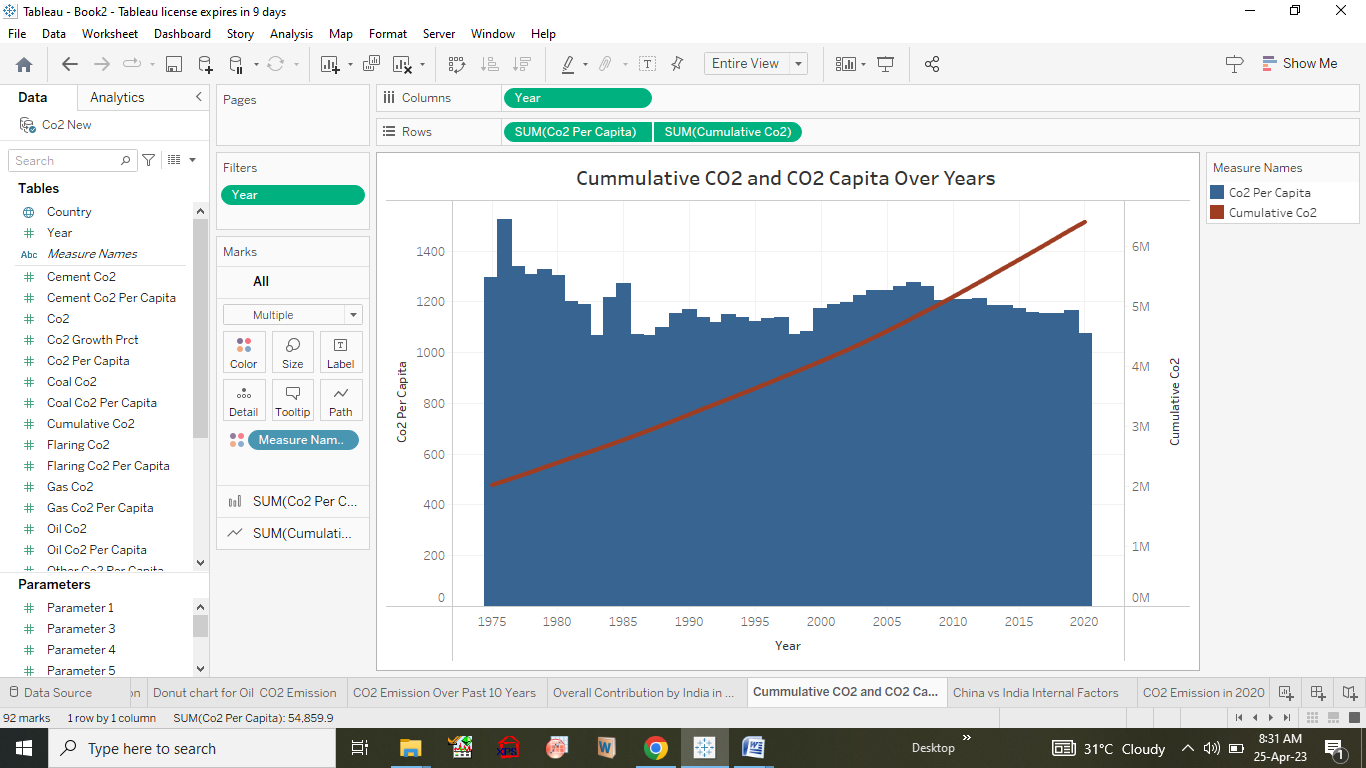 Tableau - Book2 - Tableau license expires in 9 days
File Data Worksheet Dashboard Story Analysis Map Format Server Window Help
Entire View
Show Me
Data Analytics
Co2 New
Search
Tables
Country
Year
Abc Measure Names
Cement Co2
Cement Co2 Per Capita
Co2
Co2 Growth Prct
Co2 Per Capita
Coal Co2
Coal Co2 Per Capita
Cumulative Co2
Flaring Co2
Flaring Co2 Per Capita
Gas Co2
Gas Co2 Per Capita
Oil Co2
Oil Co2 Per Capita
Other Co2 Per Capita
Parameters
Parameter 1
Parameter 3
Parameter 4
Parameter 5
Pages
Filters
Year
Marks
All
Multiple
Color Size Label
Detail Tooltip Path
Measure Nam..
SUM(Co2 Per C...
SUM(Cumulati...
Columns Year
Rows SUM(Co2 Per Capita) SUM(Cumulative Co2)
Cummulative CO2 and CO2 Capita Over Years
Co2 Per Capita
1400
1200
1000
800
600
400
200
0
6M
5M
4M
3M
2M
1M
0M
Cumulative Co2
1975 1980 1985 1990 1995 2000 2005 2010 2015 2020
Year
Measure Names
Co2 Per Capita
Cumulative Co2
Data Source on Donut chart for Oil CO2 Emission CO2 Emission Over Past 10 Years Overall Contribution by India in ... Cummulative CO2 and CO2 Ca... China vs India Internal Factors CO2 Emission in 2020
92 marks 1 row by 1 column SUM(Co2 Per Capita): 54,859.9
Type here to search
XPS
W
W
Desktop
31°C Cloudy
8:31 AM
25-Apr-23
1